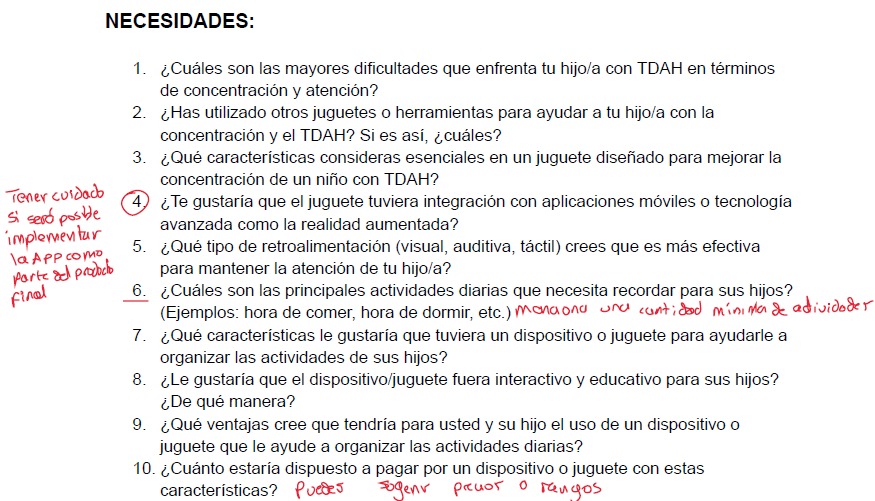 NECESIDADES:
1. ¿Cuáles son las mayores dificultades que enfrenta tu hijo/a con TDAH en términos
de concentración y atención?
2. ¿Has utilizado otros juguetes o herramientas para ayudar a tu hijo/a con la
concentración y el TDAH? Si es así, ¿cuáles?
3. ¿Qué características consideras esenciales en un juguete diseñado para mejorar la
concentración de un niño con TDAH?
Tener cuidado
si será posible
implementar
la APP como
parte del producto
final
4. ¿Te gustaría que el juguete tuviera integración con aplicaciones móviles o tecnología
avanzada como la realidad aumentada?
5. ¿Qué tipo de retroalimentación (visual, auditiva, táctil) crees que es más efectiva
para mantener la atención de tu hijo/a?
6. ¿Cuáles son las principales actividades diarias que necesita recordar para sus hijos?
(Ejemplos: hora de comer, hora de dormir, etc.) menciona una cantidad mínima de actividades
7. ¿Qué características le gustaría que tuviera un dispositivo o juguete para ayudarle a
organizar las actividades de sus hijos?
8. ¿Le gustaría que el dispositivo/juguete fuera interactivo y educativo para sus hijos?
¿De qué manera?
9. ¿Qué ventajas cree que tendría para usted y su hijo el uso de un dispositivo o
juguete que le ayude a organizar las actividades diarias?
10. ¿Cuánto estaría dispuesto a pagar por un dispositivo o juguete con estas
características? Puedes o rangos